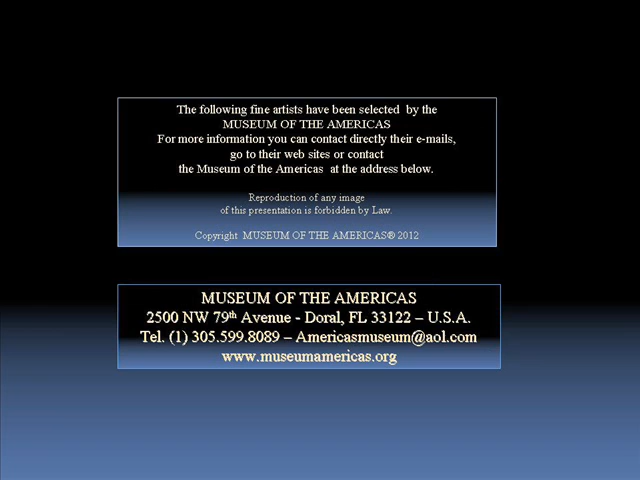 The following fine artists have been selected by the
MUSEUM OF THE AMERICAS
For more information you can contact directly their e-mails,
go to their web sites or contact
the Museum of the Americas at the address below.
Reproduction of any image
of this presentation is forbidden by Law.
Copyright MUSEUM OF THE AMERICAS® 2012
MUSEUM OF THE AMERICAS
2500 NW 79th Avenue - Doral, FL 33122 – U.S.A.
Tel. (1) 305.599.8089 – Americasmuseum@aol.com
www.museumamericas.org